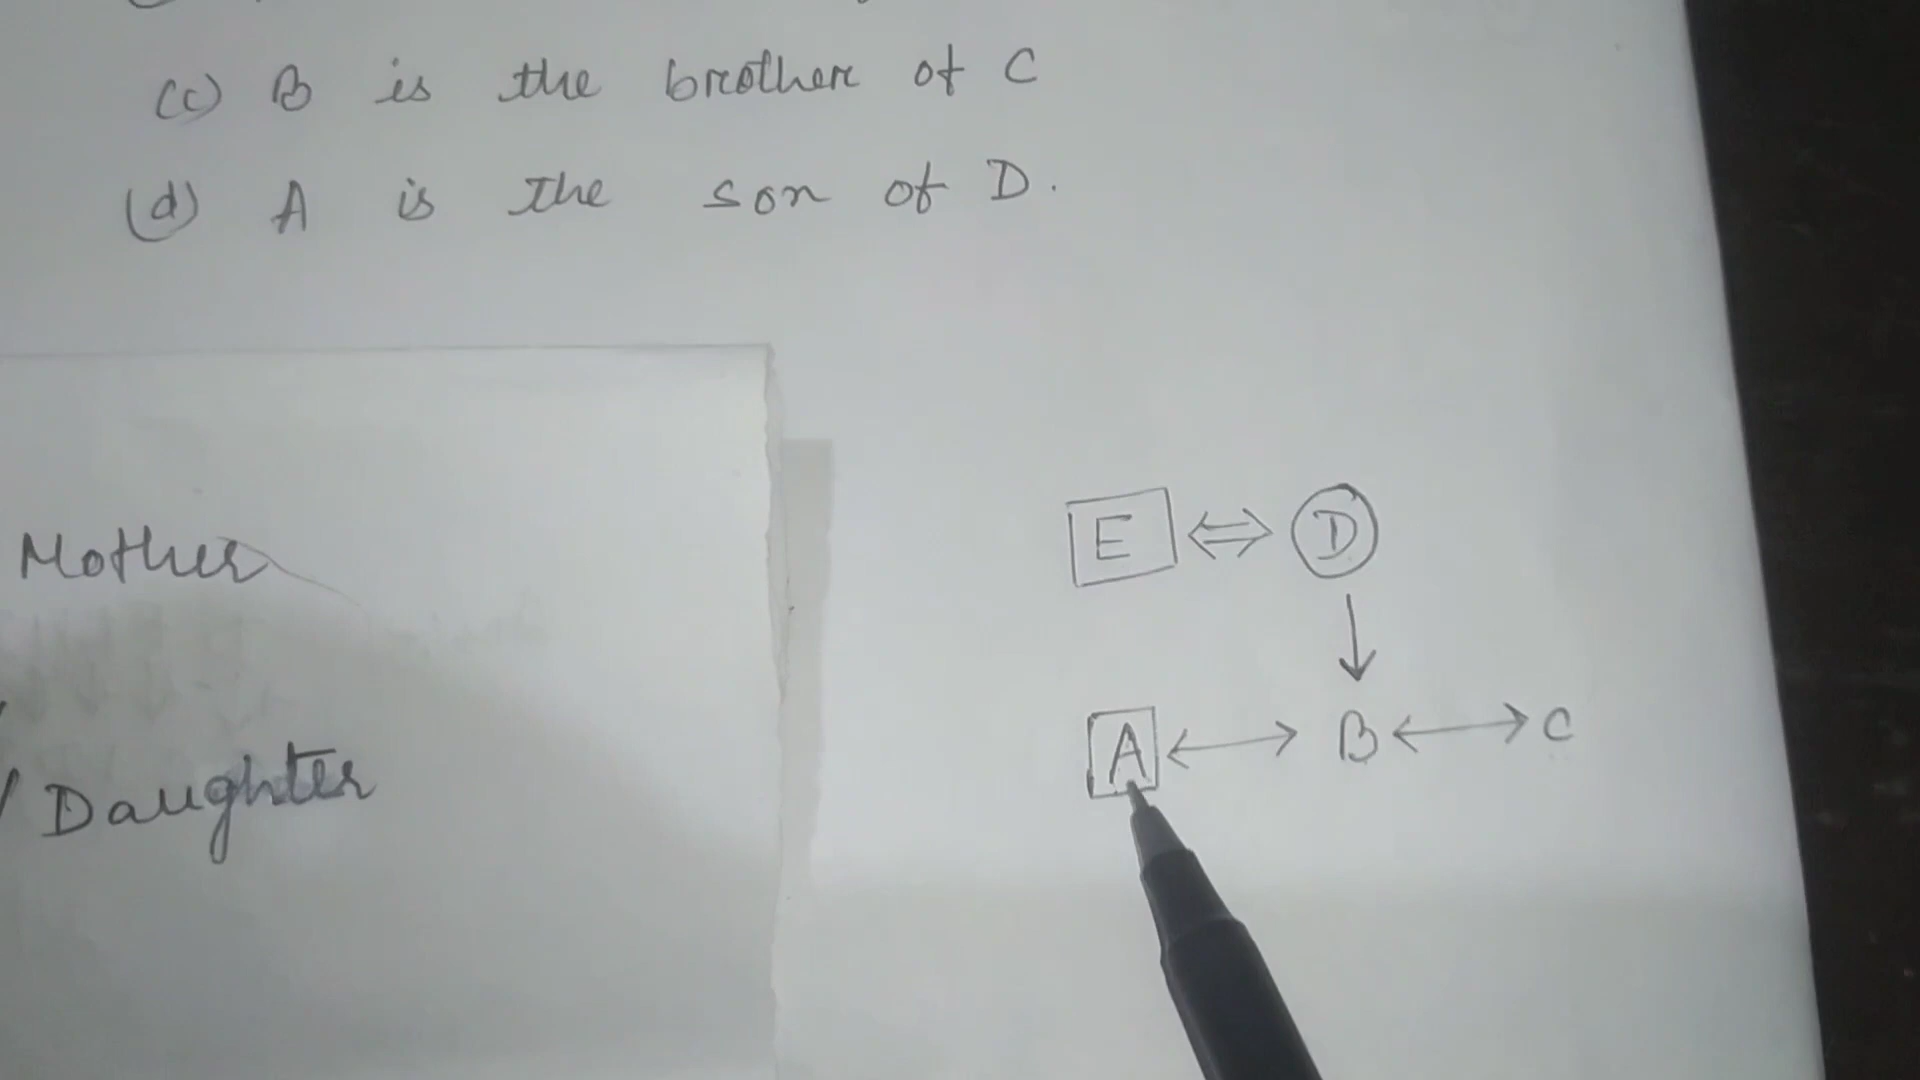 (c) B is the brother of C
(d) A is the son of D.
Mother
Daughter
E ⇔ D
↓
A ↔ B ↔ C